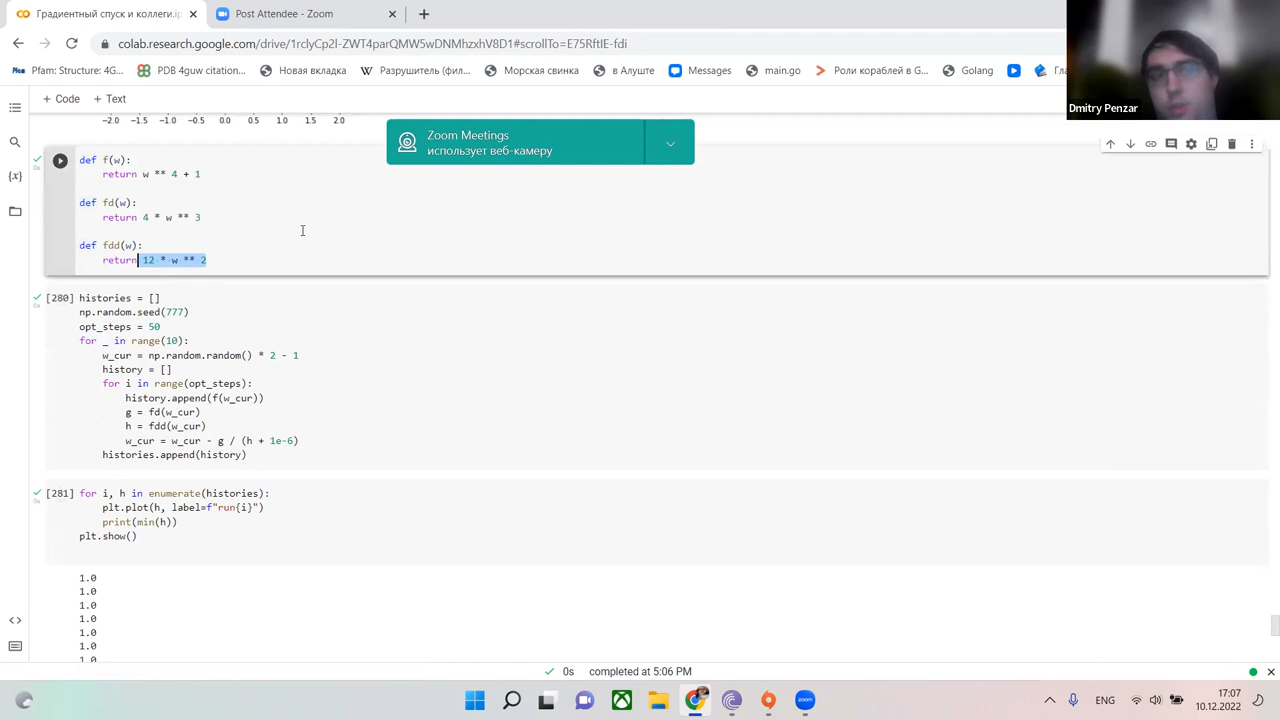 Градиентный спуск и коллеги.ip
Post Attendee - Zoom
colab.research.google.com/drive/1rclyCp2l-ZWT4parQMW5wDNMhzxhV8D1#scrollTo=E75RftIE-fdi
Pfam: Structure: 4G...
PDB 4guw citation...
Новая вкладка
Разрушитель (фил...
Морская свинка
в Алуште
Messages
main.go
Роли кораблей в G...
Golang
Dmitry Penzar
+ Code + Text
-2.0 -1.5 -1.0 -0.5 0.0 0.5 1.0 1.5 2.0
Zoom Meetings
использует веб-камеру
def f(w):
return w ** 4 + 1
def fd(w):
return 4 * w ** 3
def fdd(w):
return 12 * w ** 2
[280] histories = []
np.random.seed(777)
opt_steps = 50
for _ in range(10):
w_cur = np.random.random() * 2 - 1
history = []
for i in range(opt_steps):
history.append(f(w_cur))
g = fd(w_cur)
h = fdd(w_cur)
w_cur = w_cur - g / (h + 1e-6)
histories.append(history)
[281] for i, h in enumerate(histories):
plt.plot(h, label=f"run{i}")
print(min(h))
plt.show()
1.0
1.0
1.0
1.0
1.0
1.0
1.0
0s completed at 5:06 PM
ENG
17:07
10.12.2022